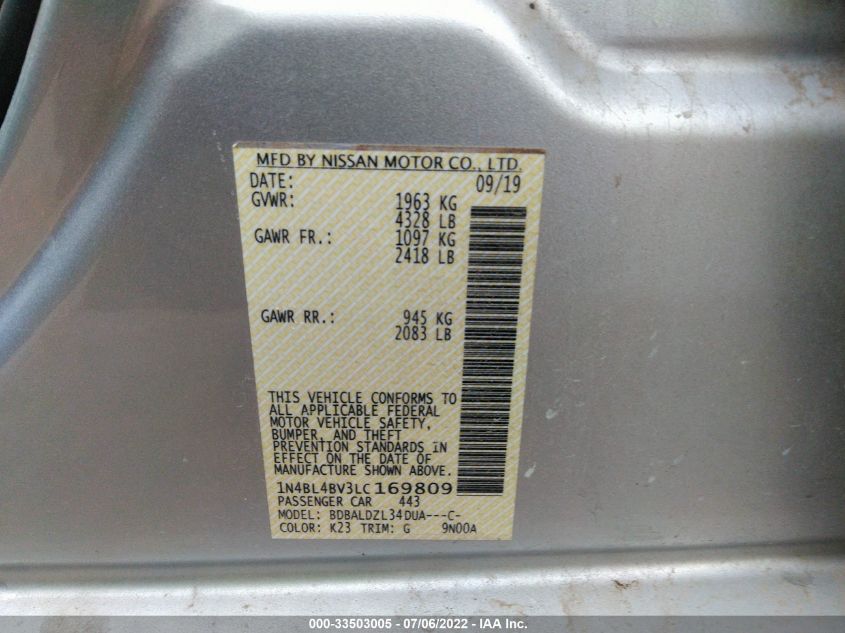 MFD BY NISSAN MOTOR CO., LTD.
DATE: 09/19
GVWR: 1963 KG
4328 LB
GAWR FR.: 1097 KG
2418 LB
GAWR RR.: 945 KG
2083 LB
THIS VEHICLE CONFORMS TO
ALL APPLICABLE FEDERAL
MOTOR VEHICLE SAFETY,
BUMPER, AND THEFT
PREVENTION STANDARDS IN
EFFECT ON THE DATE OF
MANUFACTURE SHOWN ABOVE.
1N4BL4BV3LC169809
PASSENGER CAR 443
MODEL: BDBALDZL34DUA---C-
COLOR: K23 TRIM: G 9N00A
000-33503005 - 07/06/2022 - IAA Inc.